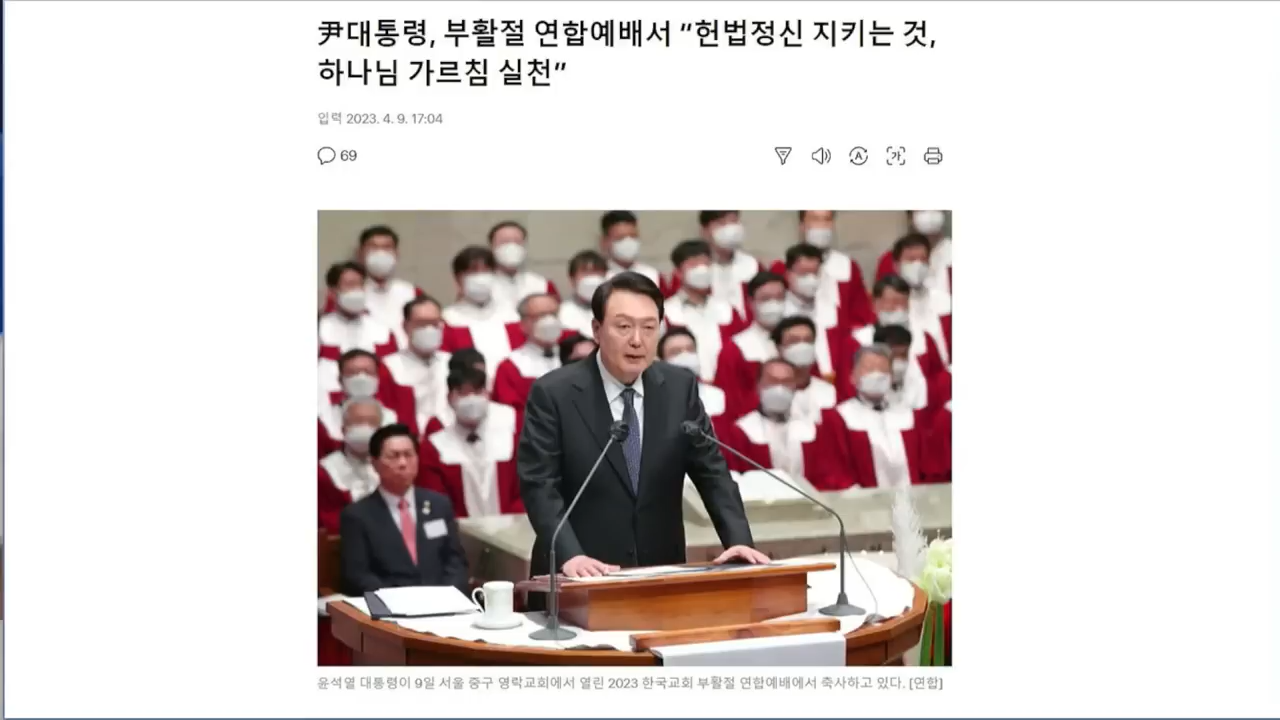 尹대통령, 부활절 연합예배서 “헌법정신 지키는 것,
하나님 가르침 실천”
입력 2023. 4. 9. 17:04
69
가
윤석열 대통령이 9일 서울 중구 영락교회에서 열린 2023 한국교회 부활절 연합예배에서 축사하고 있다. [연합]